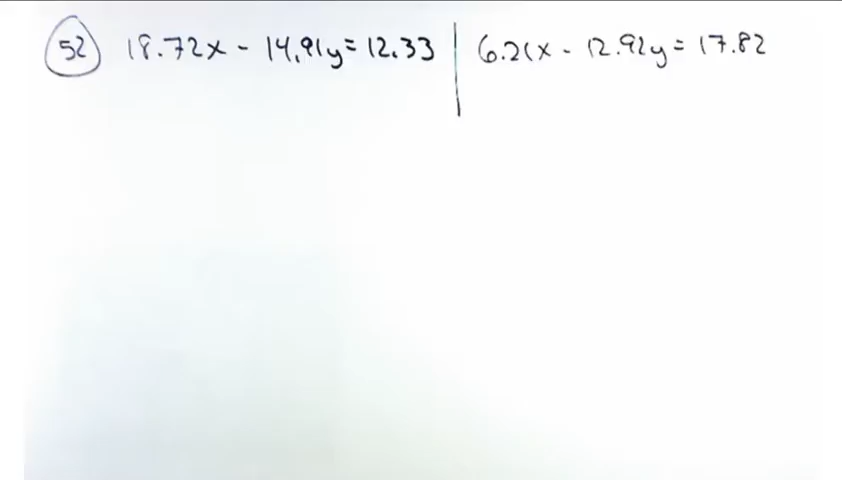 52 18.72x - 14.91y = 12.33 | 6.21x - 12.92y = 17.82